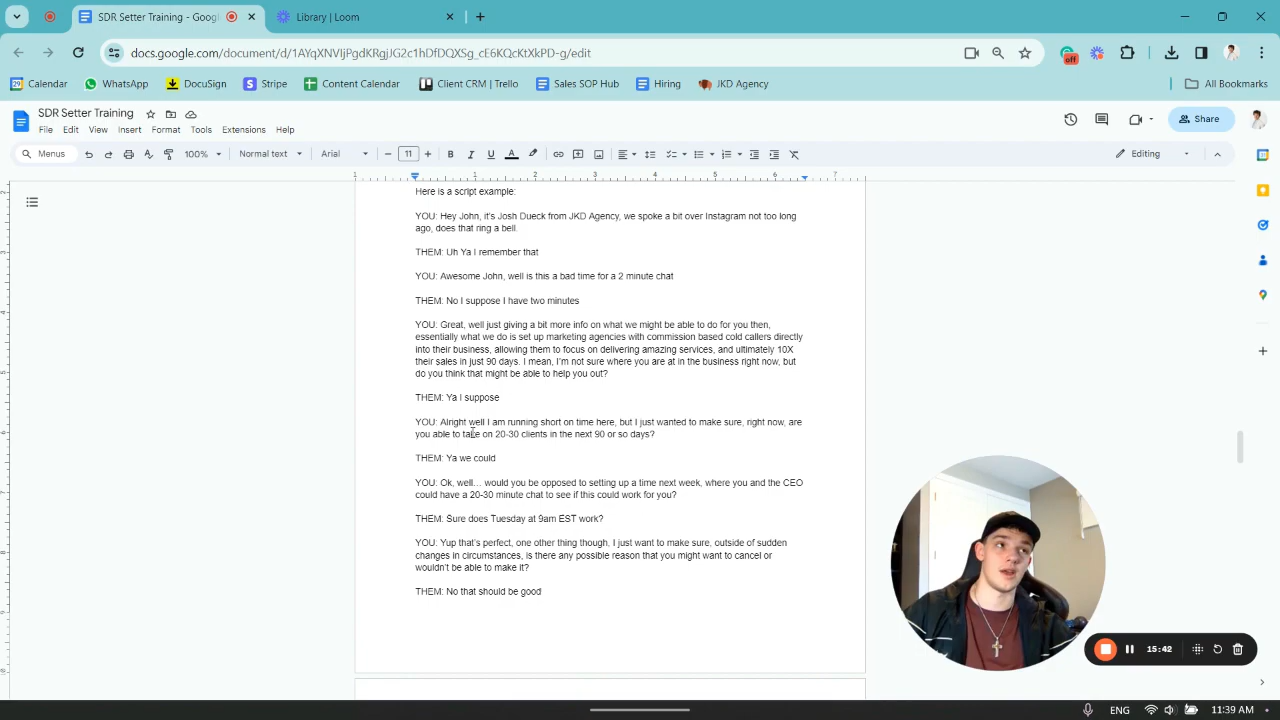 SDR Setter Training - Googl
Library | Loom
docs.google.com/document/d/1AYqXNVIjPgdKRgjJG2c1hDfDQXSg_cE6KQcKtXkPD-g/edit
off
Calendar
WhatsApp
DocuSign
Stripe
Content Calendar
Client CRM | Trello
Sales SOP Hub
Hiring
JKD Agency
All Bookmarks
SDR Setter Training
File Edit View Insert Format Tools Extensions Help
Share
Menus
100%
Normal text
Arial
11
Editing
1 1 2 3 4 5 6 7
Here is a script example:
YOU: Hey John, it's Josh Dueck from JKD Agency, we spoke a bit over Instagram not too long
ago, does that ring a bell.
THEM: Uh Ya I remember that
YOU: Awesome John, well is this a bad time for a 2 minute chat
THEM: No I suppose I have two minutes
YOU: Great, well just giving a bit more info on what we might be able to do for you then,
essentially what we do is set up marketing agencies with commission based cold callers directly
into their business, allowing them to focus on delivering amazing services, and ultimately 10X
their sales in just 90 days. I mean, I'm not sure where you are at in the business right now, but
do you think that might be able to help you out?
THEM: Ya I suppose
YOU: Alright well I am running short on time here, but I just wanted to make sure, right now, are
you able to take on 20-30 clients in the next 90 or so days?
THEM: Ya we could
YOU: Ok, well… would you be opposed to setting up a time next week, where you and the CEO
could have a 20-30 minute chat to see if this could work for you?
THEM: Sure does Tuesday at 9am EST work?
YOU: Yup that's perfect, one other thing though, I just want to make sure, outside of sudden
changes in circumstances, is there any possible reason that you might want to cancel or
wouldn't be able to make it?
THEM: No that should be good
15:42
ENG
11:39 AM